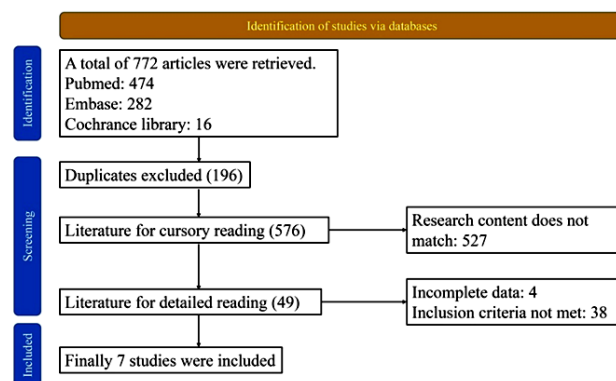 Identification of studies via databases
Identification
A total of 772 articles were retrieved.
Pubmed: 474
Embase: 282
Cochrance library: 16
Screening
Duplicates excluded (196)
Literature for cursory reading (576)
Research content does not
match: 527
Literature for detailed reading (49)
Incomplete data: 4
Inclusion criteria not met: 38
Included
Finally 7 studies were included